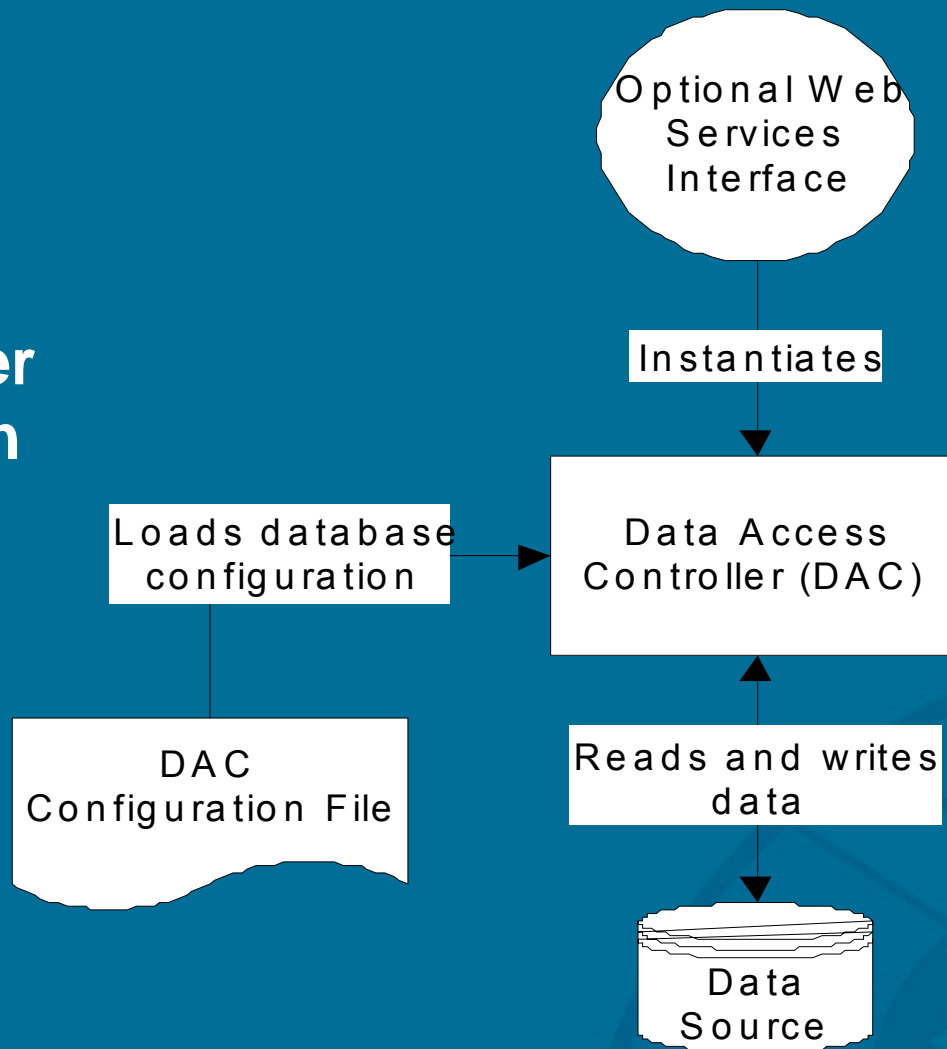 Optional Web
Services
Interface
Instantiates
er
n
Loads database
configuration
Data Access
Controller (DAC)
DAC
Configuration File
Reads and writes
data
Data
Source